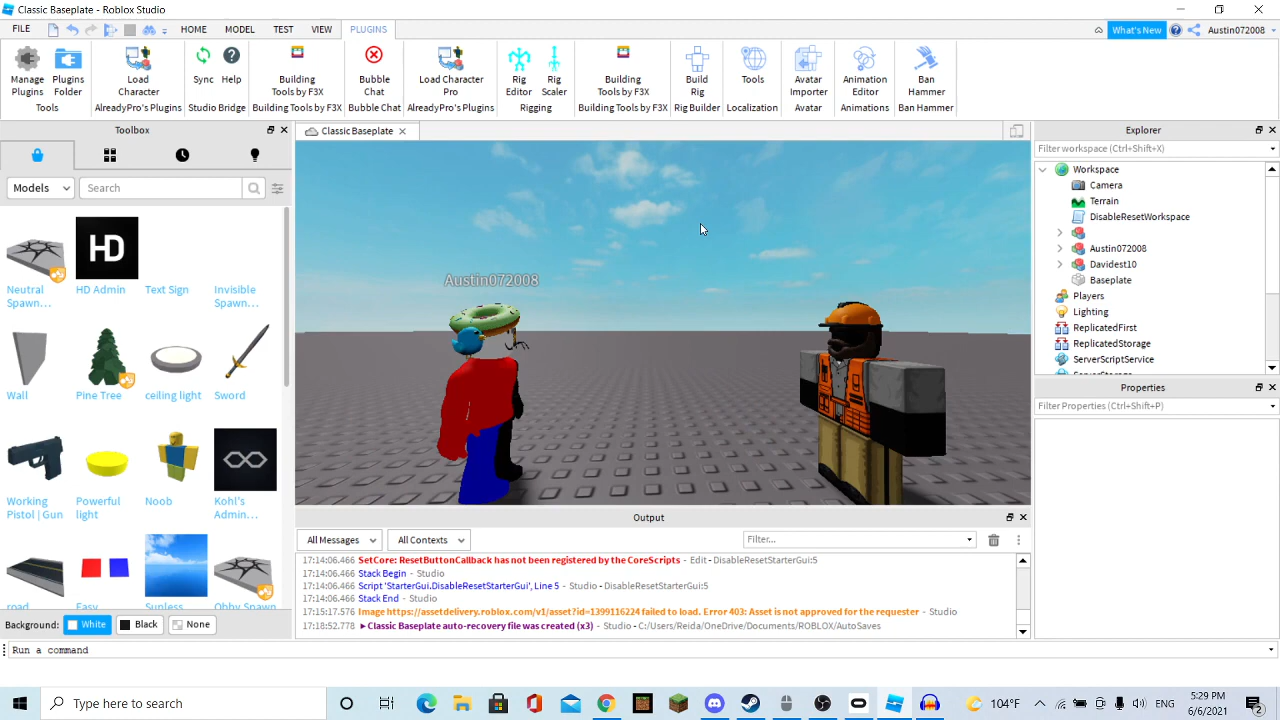 Classic Baseplate - Roblox Studio
FILE HOME MODEL TEST VIEW PLUGINS What's New Austin072008
Manage Plugins
Plugins Folder
Tools
Load Character
AlreadyPro's Plugins
Sync
Help
Studio Bridge
Building Tools by F3X
Building Tools by F3X
Bubble Chat
Bubble Chat
Load Character Pro
AlreadyPro's Plugins
Rig Editor
Rig Scaler
Rigging
Building Tools by F3X
Building Tools by F3X
Build Rig
Rig Builder
Tools
Localization
Avatar Importer
Avatar
Animation Editor
Animations
Ban Hammer
Ban Hammer
Toolbox
Models
Search
HD
Neutral Spawn...
HD Admin
Text Sign
Invisible Spawn...
Wall
Pine Tree
ceiling light
Sword
Working Pistol | Gun
Powerful light
Noob
Kohl's Admin...
road
Easy
Sunless
Obby Spawn
Background: White Black None
Classic Baseplate
Austin072008
Output
All Messages
All Contexts
Filter...
17:14:06.466 SetCore: ResetButtonCallback has not been registered by the CoreScripts - Edit - DisableResetStarterGui:5
17:14:06.466 Stack Begin - Studio
17:14:06.466 Script 'StarterGui.DisableResetStarterGui', Line 5 - Studio - DisableResetStarterGui:5
17:14:06.466 Stack End - Studio
17:15:17.576 Image https://assetdelivery.roblox.com/v1/asset?id=1399116224 failed to load. Error 403: Asset is not approved for the requester - Studio
17:18:52.778 ►Classic Baseplate auto-recovery file was created (x3) - Studio - C:/Users/Reida/OneDrive/Documents/ROBLOX/AutoSaves
Explorer
Filter workspace (Ctrl+Shift+X)
Workspace
Camera
Terrain
DisableResetWorkspace
Austin072008
Davidest10
Baseplate
Players
Lighting
ReplicatedFirst
ReplicatedStorage
ServerScriptService
ServerStorage
Properties
Filter Properties (Ctrl+Shift+P)
Run a command
Type here to search
104°F
5:29 PM
6/6/2021
2